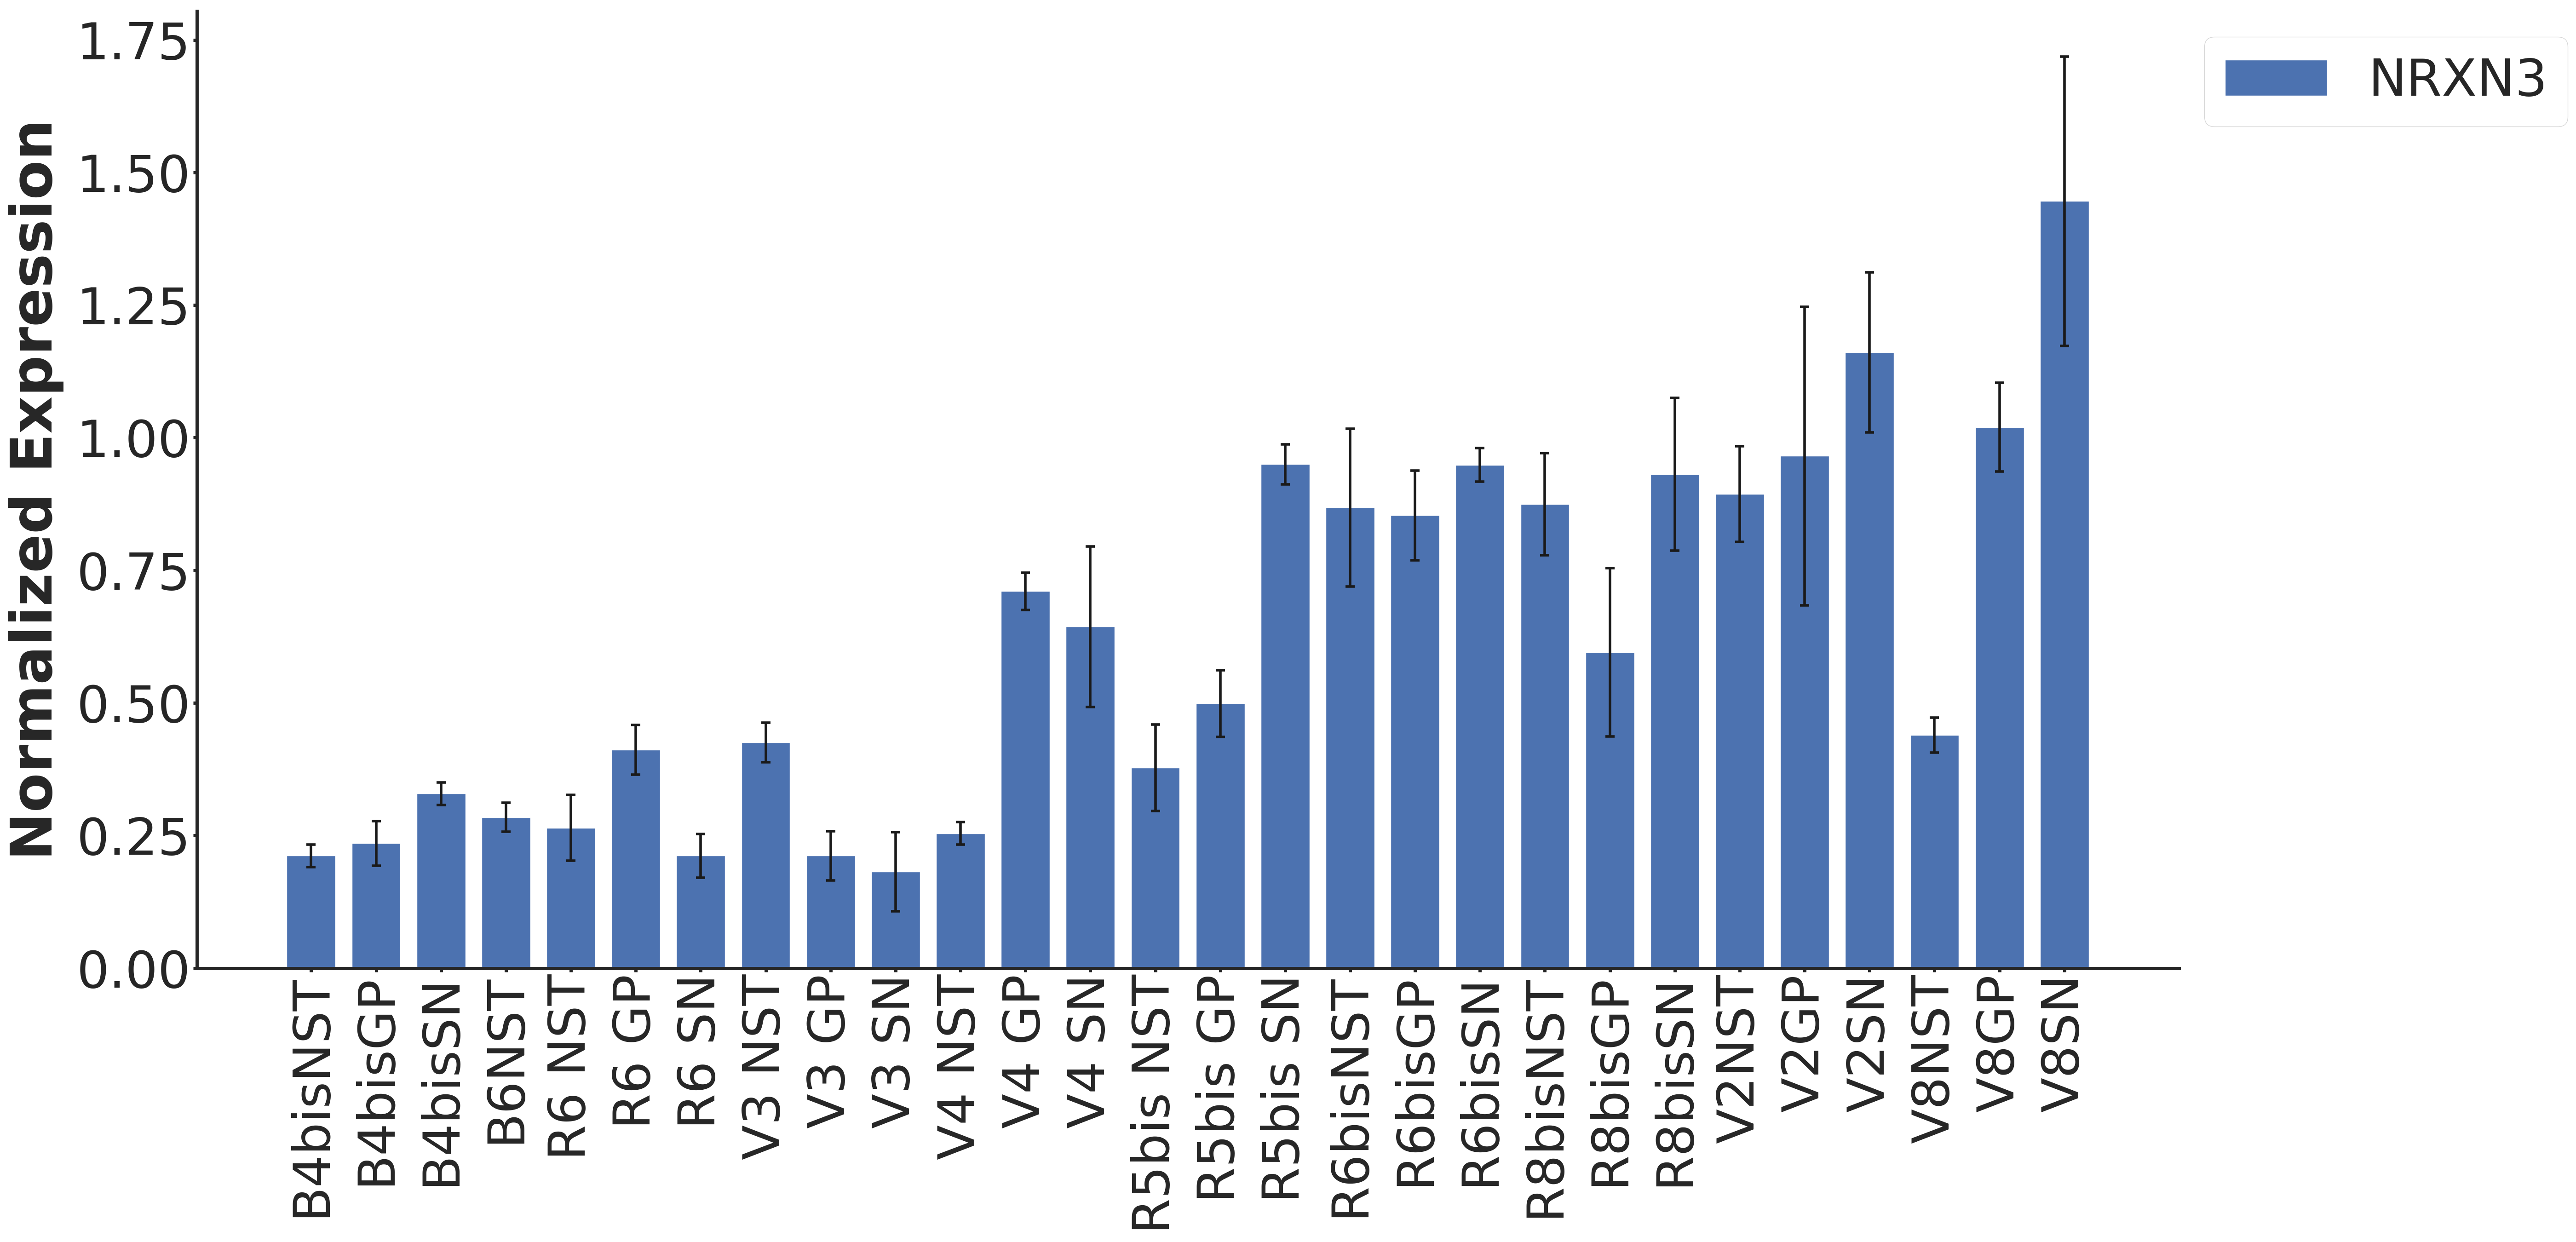 Normalized Expression
1.75
1.50
1.25
1.00
0.75
0.50
0.25
0.00
B4bisNST
B4bisGP
B4bisSN
B6NST
R6 NST
R6 GP
R6 SN
V3 NST
V3 GP
V3 SN
V4 NST
V4 GP
V4 SN
R5bis NST
R5bis GP
R5bis SN
R6bisNST
R6bisGP
R6bisSN
R8bisNST
R8bisGP
R8bisSN
V2NST
V2GP
V2SN
V8NST
V8GP
V8SN
NRXN3